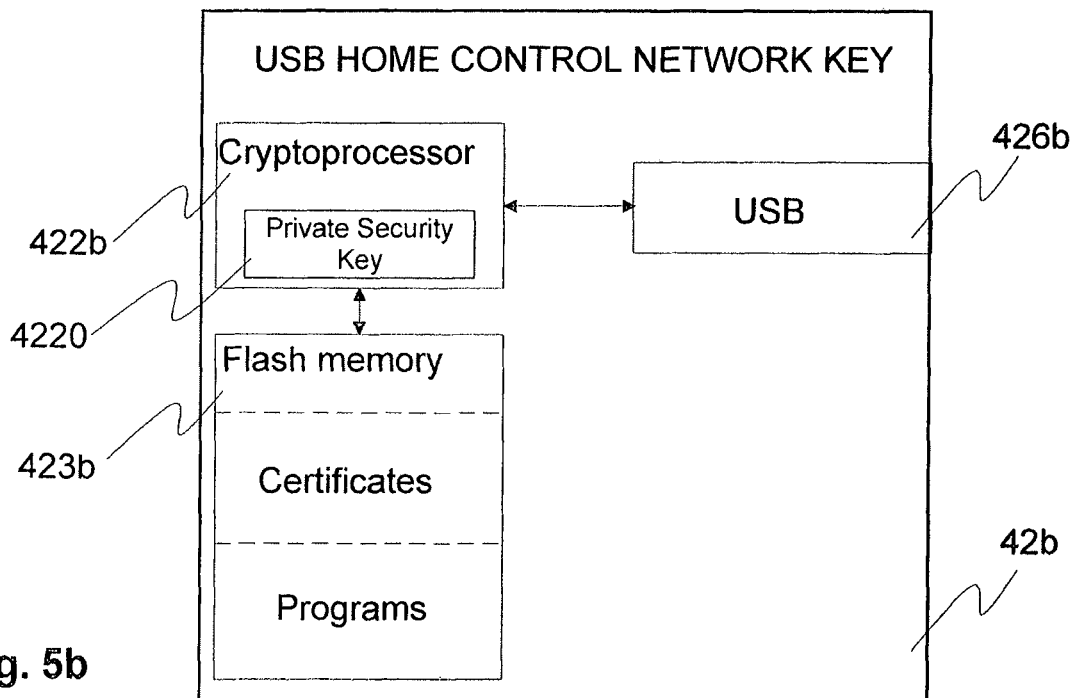 USB HOME CONTROL NETWORK KEY
Cryptoprocessor
426b
USB
Private Security
Key
422b
4220
Flash memory
423b
Certificates
42b
Programs
g. 5b